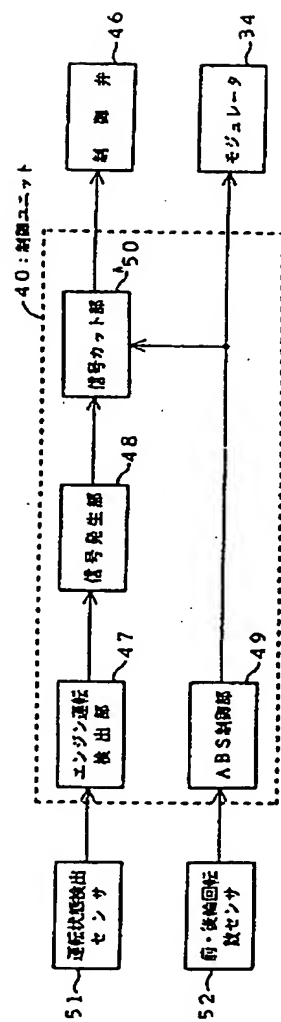 40:制御ユニット
51
運転状態検出
センサ
47
エンジン運転
検出部
48
信号発生部
50
信号カット部
46
制御弁
52
前・後輪回転
数センサ
49
ABS制御部
34
モジュレータ